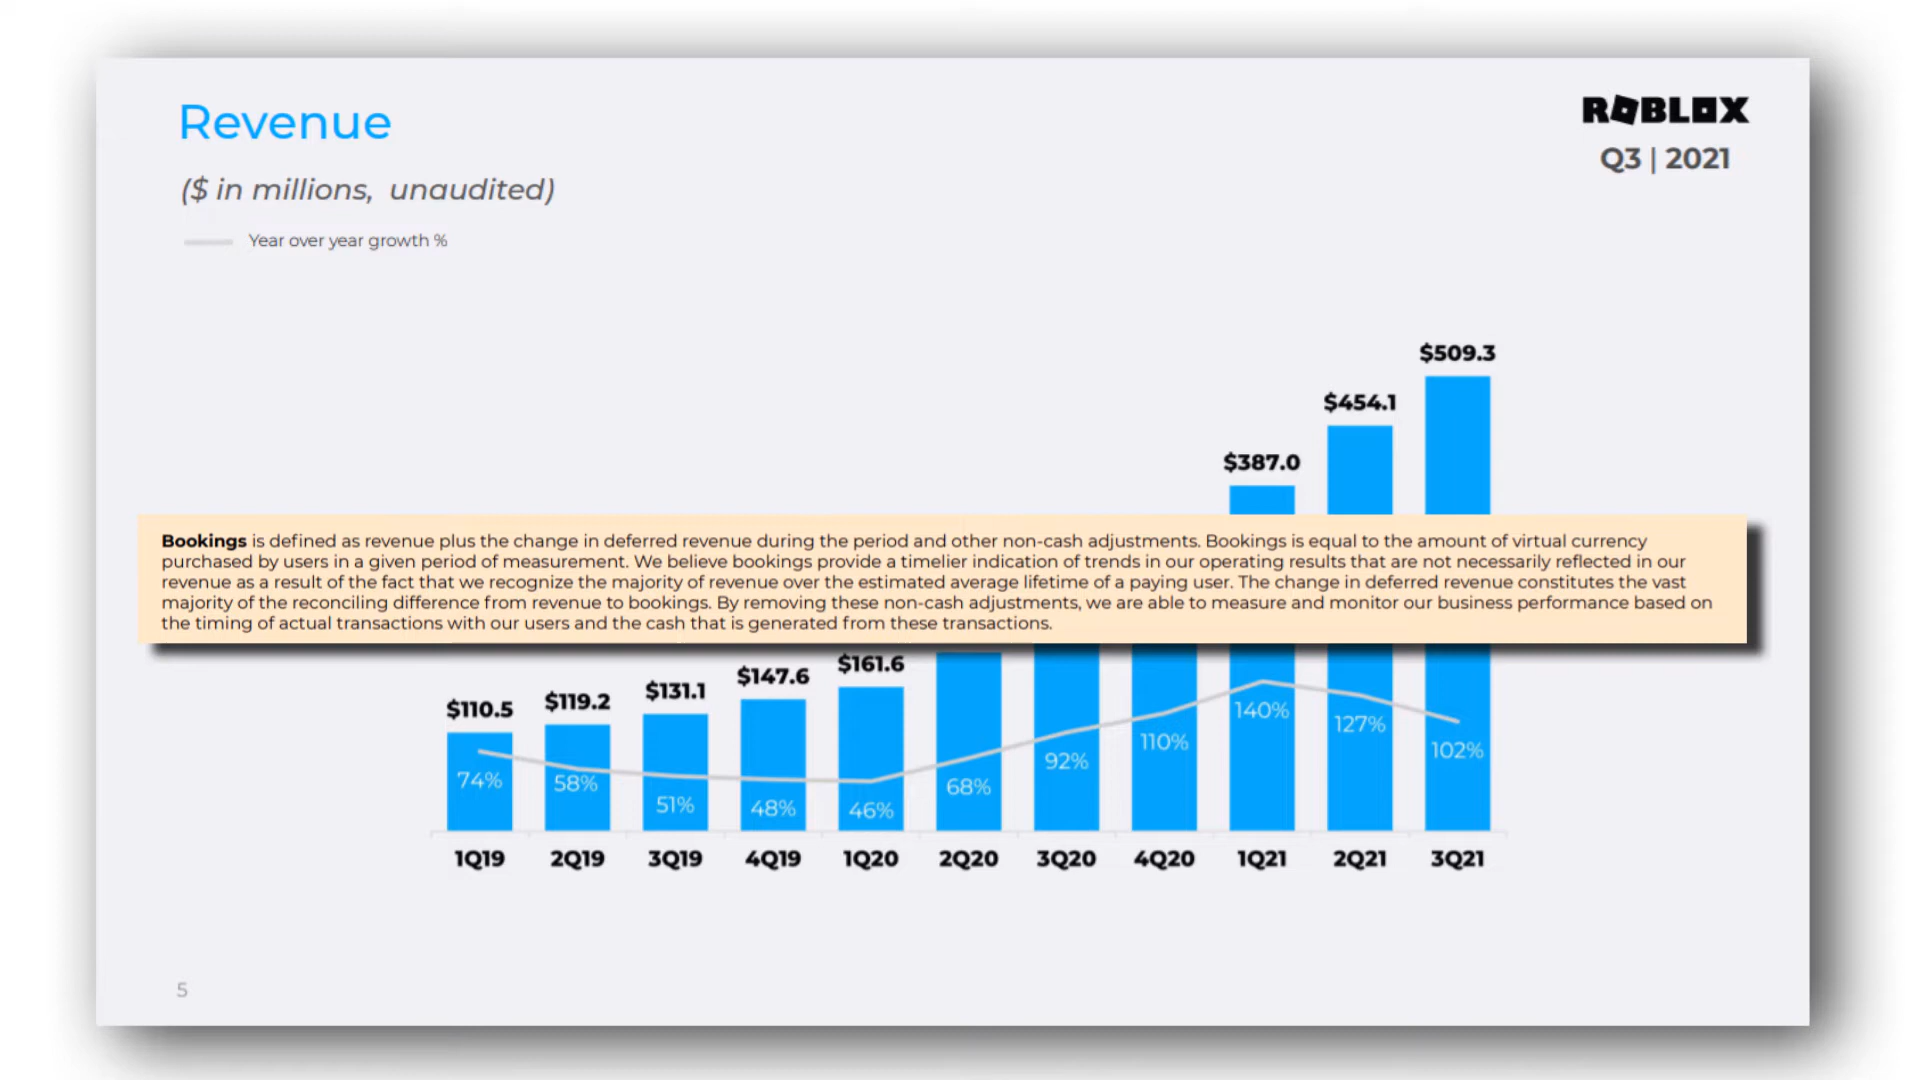 Revenue
ROBLOX
Q3 | 2021
($ in millions, unaudited)
Year over year growth %
$509.3
$454.1
$387.0
Bookings is defined as revenue plus the change in deferred revenue during the period and other non-cash adjustments. Bookings is equal to the amount of virtual currency
purchased by users in a given period of measurement. We believe bookings provide a timelier indication of trends in our operating results that are not necessarily reflected in our
revenue as a result of the fact that we recognize the majority of revenue over the estimated average lifetime of a paying user. The change in deferred revenue constitutes the vast
majority of the reconciling difference from revenue to bookings. By removing these non-cash adjustments, we are able to measure and monitor our business performance based on
the timing of actual transactions with our users and the cash that is generated from these transactions.
$110.5 $119.2 $131.1 $147.6 $161.6
74% 58% 51% 48% 46% 68% 92% 110% 140% 127% 102%
1Q19 2Q19 3Q19 4Q19 1Q20 2Q20 3Q20 4Q20 1Q21 2Q21 3Q21
5